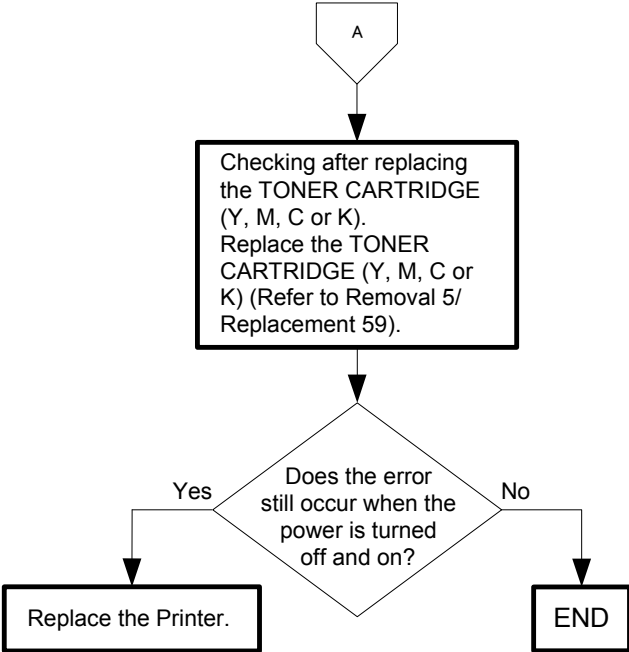 A
Checking after replacing
the TONER CARTRIDGE
(Y, M, C or K).
Replace the TONER
CARTRIDGE (Y, M, C or
K) (Refer to Removal 5/
Replacement 59).
Does the error
still occur when the
power is turned
off and on?
Yes
No
Replace the Printer.
END